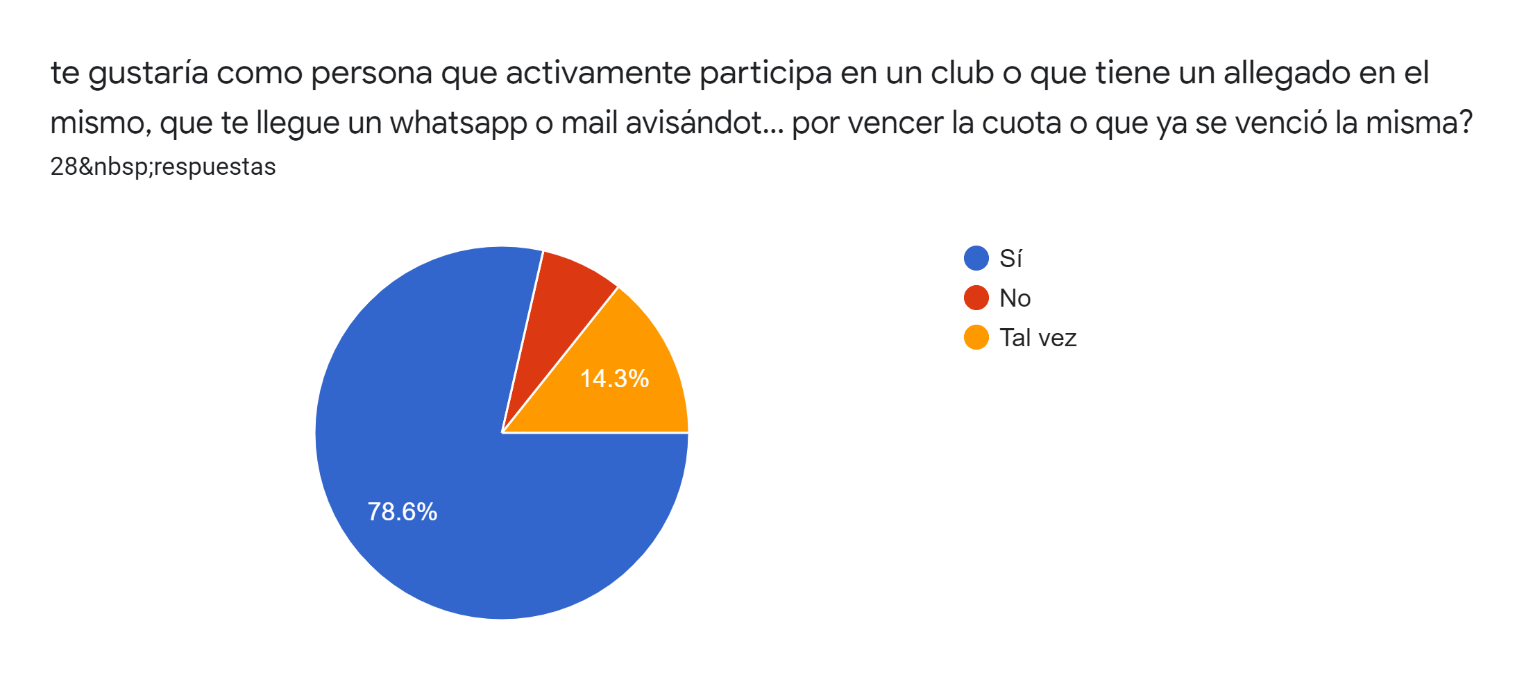 te gustaría como persona que activamente participa en un club o que tiene un allegado en el
mismo, que te llegue un whatsapp o mail avisándot... por vencer la cuota o que ya se venció la misma?
28&nbsp;respuestas
Sí
No
Tal vez
14.3%
78.6%